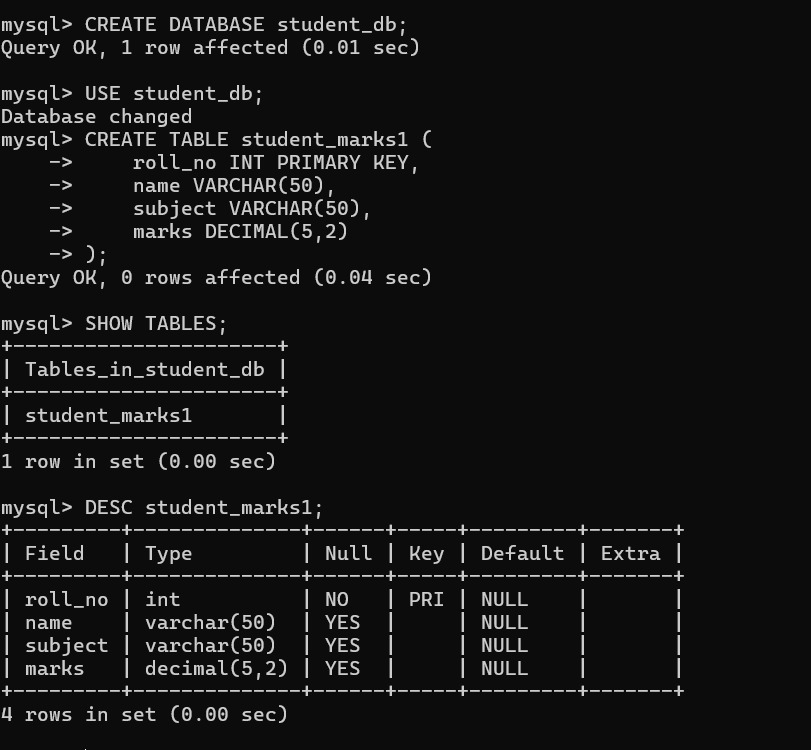 mysql> CREATE DATABASE student_db;
Query OK, 1 row affected (0.01 sec)

mysql> USE student_db;
Database changed
mysql> CREATE TABLE student_marks1 (
    ->     roll_no INT PRIMARY KEY,
    ->     name VARCHAR(50),
    ->     subject VARCHAR(50),
    ->     marks DECIMAL(5,2)
    -> );
Query OK, 0 rows affected (0.04 sec)

mysql> SHOW TABLES;
+----------------------+
| Tables_in_student_db |
+----------------------+
| student_marks1       |
+----------------------+
1 row in set (0.00 sec)

mysql> DESC student_marks1;
+---------+--------------+------+-----+---------+-------+
| Field   | Type         | Null | Key | Default | Extra |
+---------+--------------+------+-----+---------+-------+
| roll_no | int          | NO   | PRI | NULL    |       |
| name    | varchar(50)  | YES  |     | NULL    |       |
| subject | varchar(50)  | YES  |     | NULL    |       |
| marks   | decimal(5,2) | YES  |     | NULL    |       |
+---------+--------------+------+-----+---------+-------+
4 rows in set (0.00 sec)